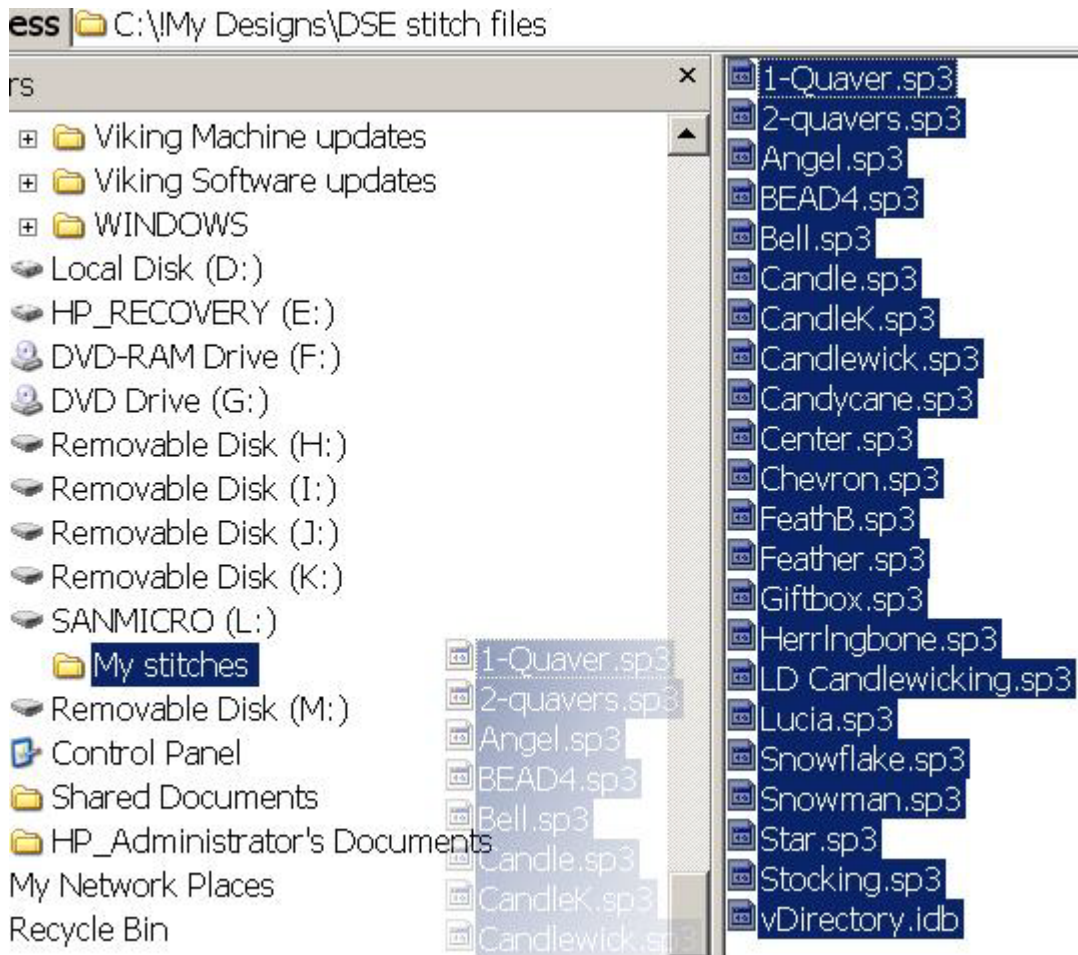 ess C:\!My Designs\DSE stitch files
rs
Viking Machine updates
Viking Software updates
WINDOWS
Local Disk (D:)
HP_RECOVERY (E:)
DVD-RAM Drive (F:)
DVD Drive (G:)
Removable Disk (H:)
Removable Disk (I:)
Removable Disk (J:)
Removable Disk (K:)
SANMICRO (L:)
My stitches
Removable Disk (M:)
Control Panel
Shared Documents
HP_Administrator's Documents
My Network Places
Recycle Bin
1-Quaver.sp3
2-quavers.sp3
Angel.sp3
BEAD4.sp3
Bell.sp3
Candle.sp3
CandleK.sp3
Candlewick.sp3
1-Quaver.sp3
2-quavers.sp3
Angel.sp3
BEAD4.sp3
Bell.sp3
Candle.sp3
CandleK.sp3
Candlewick.sp3
Candycane.sp3
Center.sp3
Chevron.sp3
FeathB.sp3
Feather.sp3
Giftbox.sp3
HerrIngbone.sp3
LD Candlewicking.sp3
Lucia.sp3
Snowflake.sp3
Snowman.sp3
Star.sp3
Stocking.sp3
vDirectory.idb